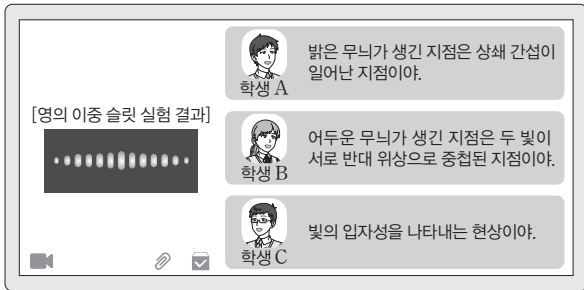 [영의 이중 슬릿 실험 결과]
밝은 무늬가 생긴 지점은 상쇄 간섭이
일어난 지점이야.
학생 A
어두운 무늬가 생긴 지점은 두 빛이
서로 반대 위상으로 중첩된 지점이야.
학생 B
빛의 입자성을 나타내는 현상이야.
학생 C